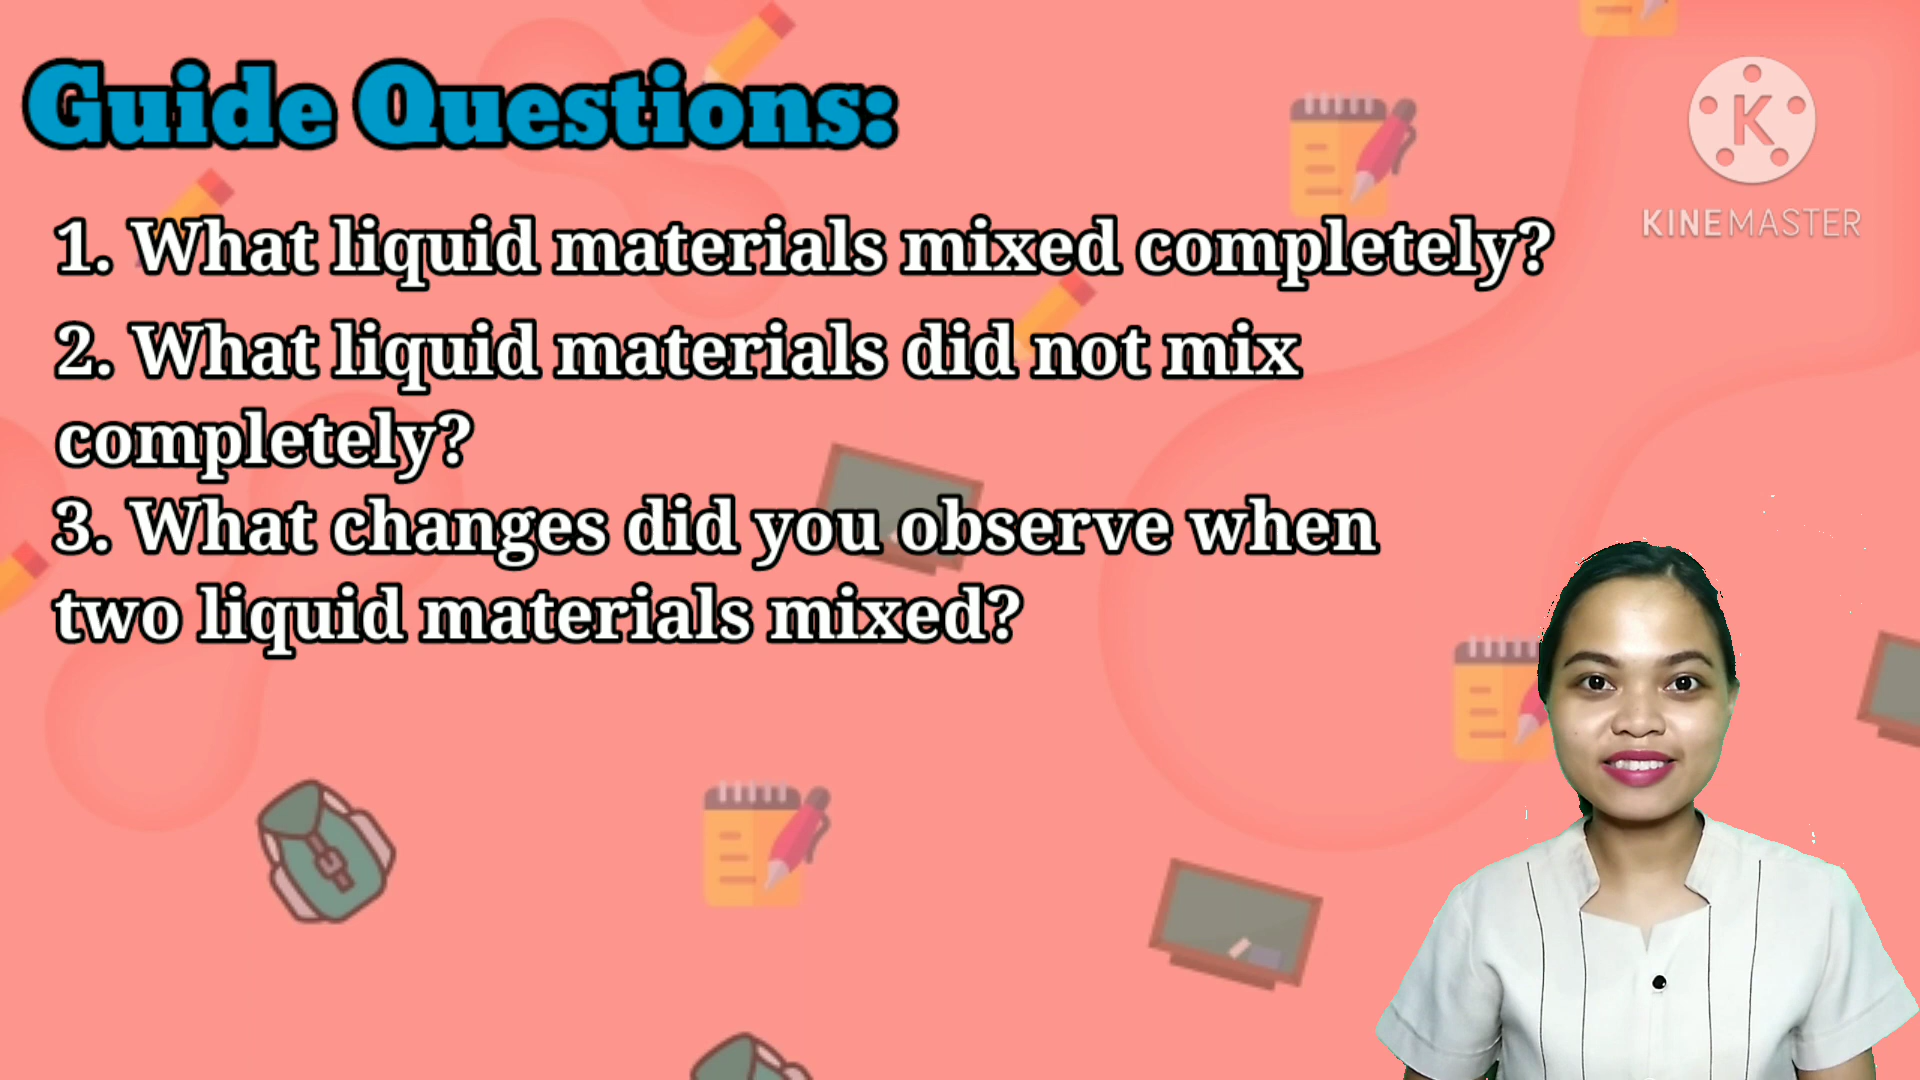 Guide Questions:
K
KINEMASTER
1. What liquid materials mixed completely?
2. What liquid materials did not mix
completely?
3. What changes did you observe when
two liquid materials mixed?